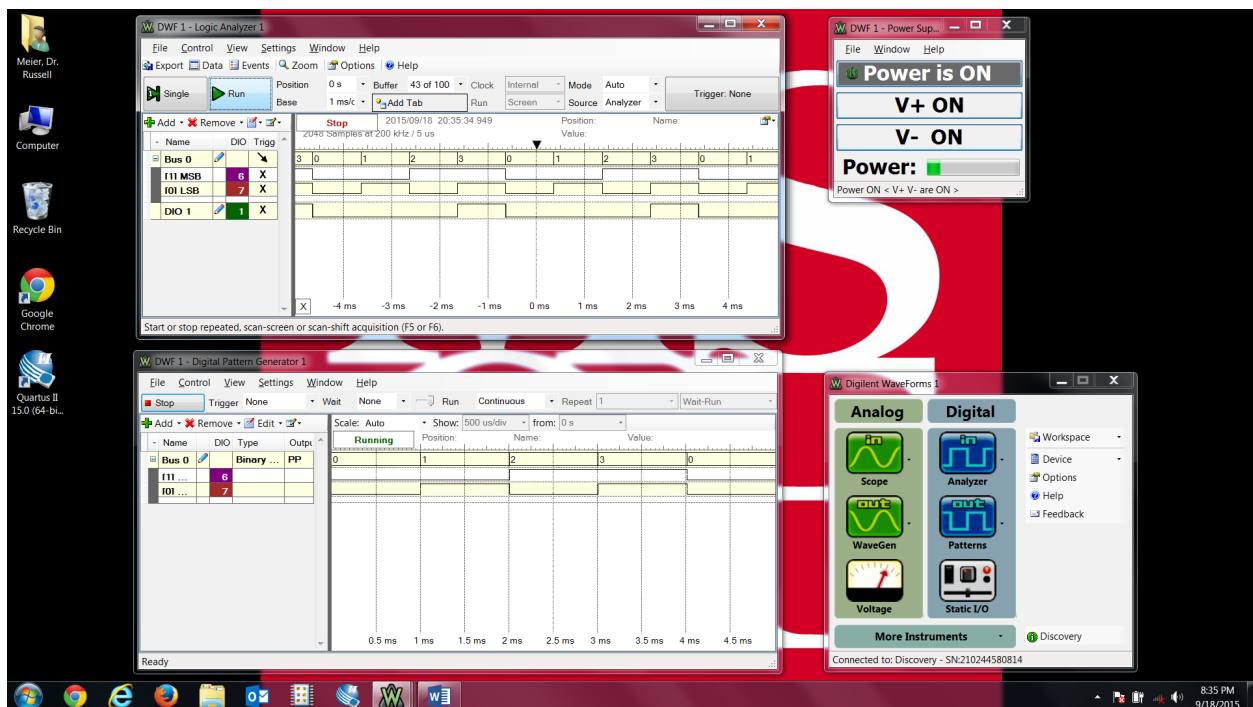 Meier, Dr.
Russell
Computer
Recycle Bin
Google
Chrome
Quartus II
15.0 (64-bi...
DWF 1 - Logic Analyzer 1
File Control View Settings Window Help
Export Data Events Zoom Options Help
Single Run Position 0 s Buffer 43 of 100 Clock Internal Mode Auto Trigger: None
Base 1 ms/c Add Tab Run Screen Source Analyzer
Add Remove Stop 2015/09/18 20:35:34.949 Position: Name:
2048 Samples at 200 kHz / 5 us Value:
- Name DIO Trigg
Bus 0 3 0 1 2 3 0 1 2 3 0 1
[1] MSB 6 X
[0] LSB 7 X
DIO 1 1 X
X -4 ms -3 ms -2 ms -1 ms 0 ms 1 ms 2 ms 3 ms 4 ms
Start or stop repeated, scan-screen or scan-shift acquisition (F5 or F6).
DWF 1 - Power Sup...
File Window Help
Power is ON
V+ ON
V- ON
Power:
Power ON < V+ V- are ON >
DWF 1 - Digital Pattern Generator 1
File Control View Settings Window Help
Stop Trigger None Wait None Run Continuous Repeat 1 Wait-Run
Add Remove Edit Scale: Auto Show: 500 us/div from: 0 s
Running Position: Name: Value:
- Name DIO Type Outpu
Bus 0 Binary ... PP 0 1 2 3 0
[1] ... 6
[0] ... 7
0.5 ms 1 ms 1.5 ms 2 ms 2.5 ms 3 ms 3.5 ms 4 ms 4.5 ms
Ready
Digilent WaveForms 1
Analog Digital
in in
Scope Analyzer
out out
WaveGen Patterns
Voltage Static I/O
More Instruments
Workspace
Device
Options
Help
Feedback
Discovery
Connected to: Discovery - SN:210244580814
8:35 PM
9/18/2015